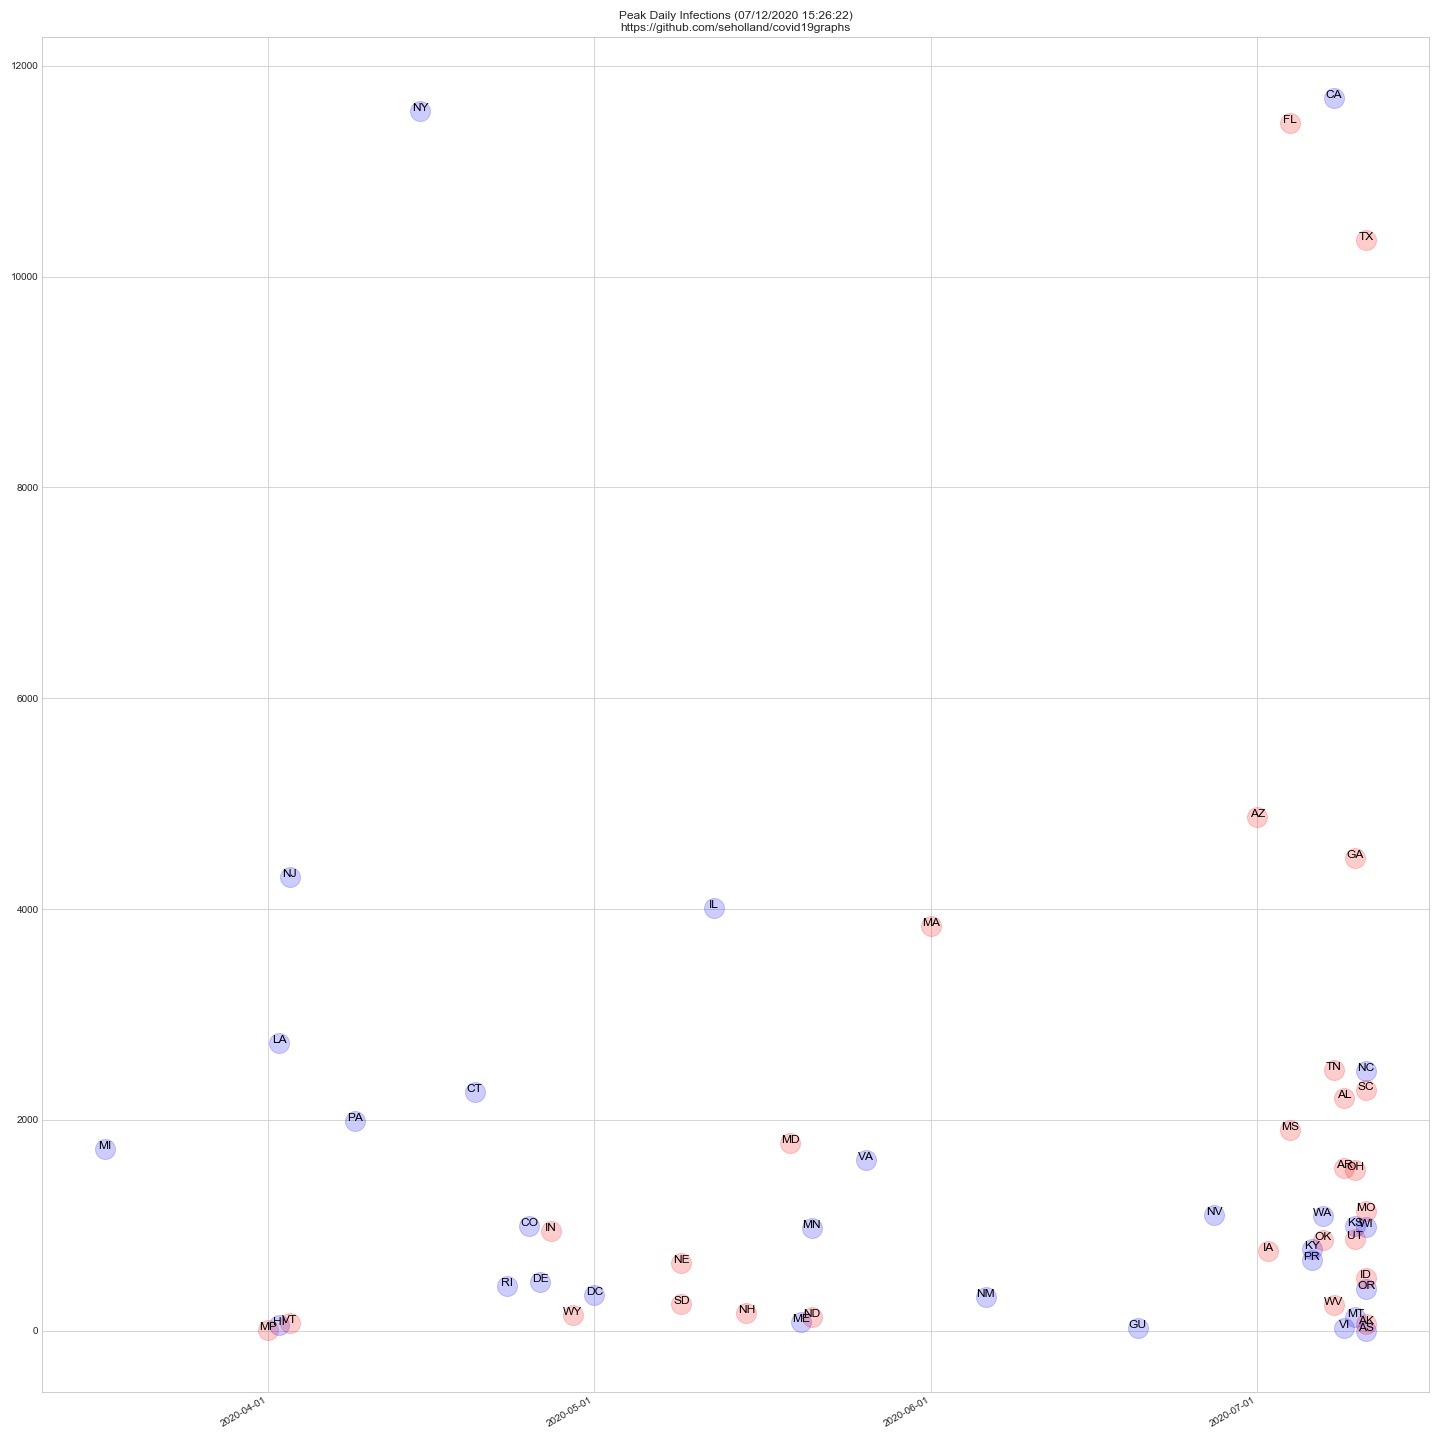 Peak Daily Infections (07/12/2020 15:26:22)
https://github.com/seholland/covid19graphs
12000
NY
CA
FL
TX
10000
8000
6000
AZ
GA
NJ
IL
4000
MA
LA
TN
NC
CT
SC
AL
PA
2000
MS
MI
MD
VA
AR
OH
MO
NV
WA
CO
IN
MN
KS
WI
UT
OK
IA
KY
PR
NE
ID
OR
RI
DE
DC
NM
SD
WV
WY
NH
ME
ND
MT
MP
HI
VT
GU
VI
AK
AS
0
2020-04-01
2020-05-01
2020-06-01
2020-07-01